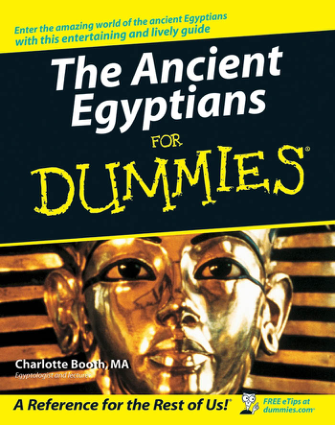 Enter the amazing world of the ancient Egyptians
with this entertaining and lively guide
The Ancient
Egyptians
FOR
DUMMIES®
Charlotte Booth, MA
Egyptologist and lecturer
A Reference for the Rest of Us!®
FREE eTips at
dummies.com®